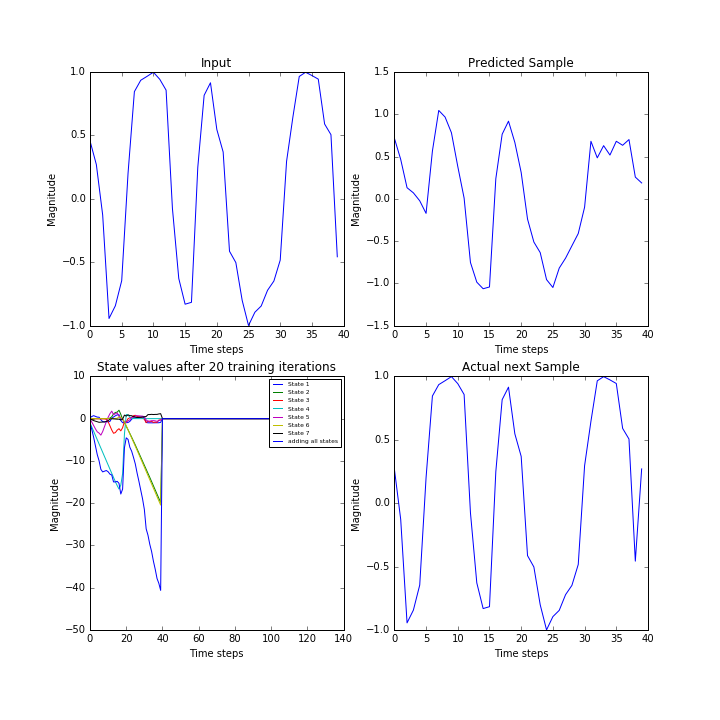 Input
1.0
0.5
0.0
−0.5
−1.0
Magnitude
0 5 10 15 20 25 30 35 40
Time steps
Predicted Sample
1.5
1.0
0.5
0.0
−0.5
−1.0
−1.5
Magnitude
0 5 10 15 20 25 30 35 40
Time steps
State values after 20 training iterations
10
0
−10
−20
−30
−40
−50
Magnitude
0 20 40 60 80 100 120 140
Time steps
State 1
State 2
State 3
State 4
State 5
State 6
State 7
adding all states
Actual next Sample
1.0
0.5
0.0
−0.5
−1.0
Magnitude
0 5 10 15 20 25 30 35 40
Time steps